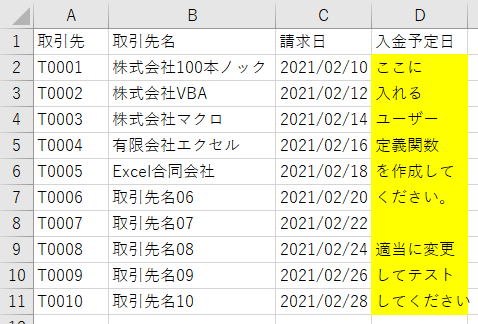 A B C D
1 取引先 取引先名 請求日 入金予定日
2 T0001 株式会社100本ノック 2021/02/10 ここに
3 T0002 株式会社VBA 2021/02/12 入れる
4 T0003 株式会社マクロ 2021/02/14 ユーザー
5 T0004 有限会社エクセル 2021/02/16 定義関数
6 T0005 Excel合同会社 2021/02/18 を作成して
7 T0006 取引先名06 2021/02/20 ください。
8 T0007 取引先名07 2021/02/22
9 T0008 取引先名08 2021/02/24 適当に変更
10 T0009 取引先名09 2021/02/26 してテスト
11 T0010 取引先名10 2021/02/28 してください